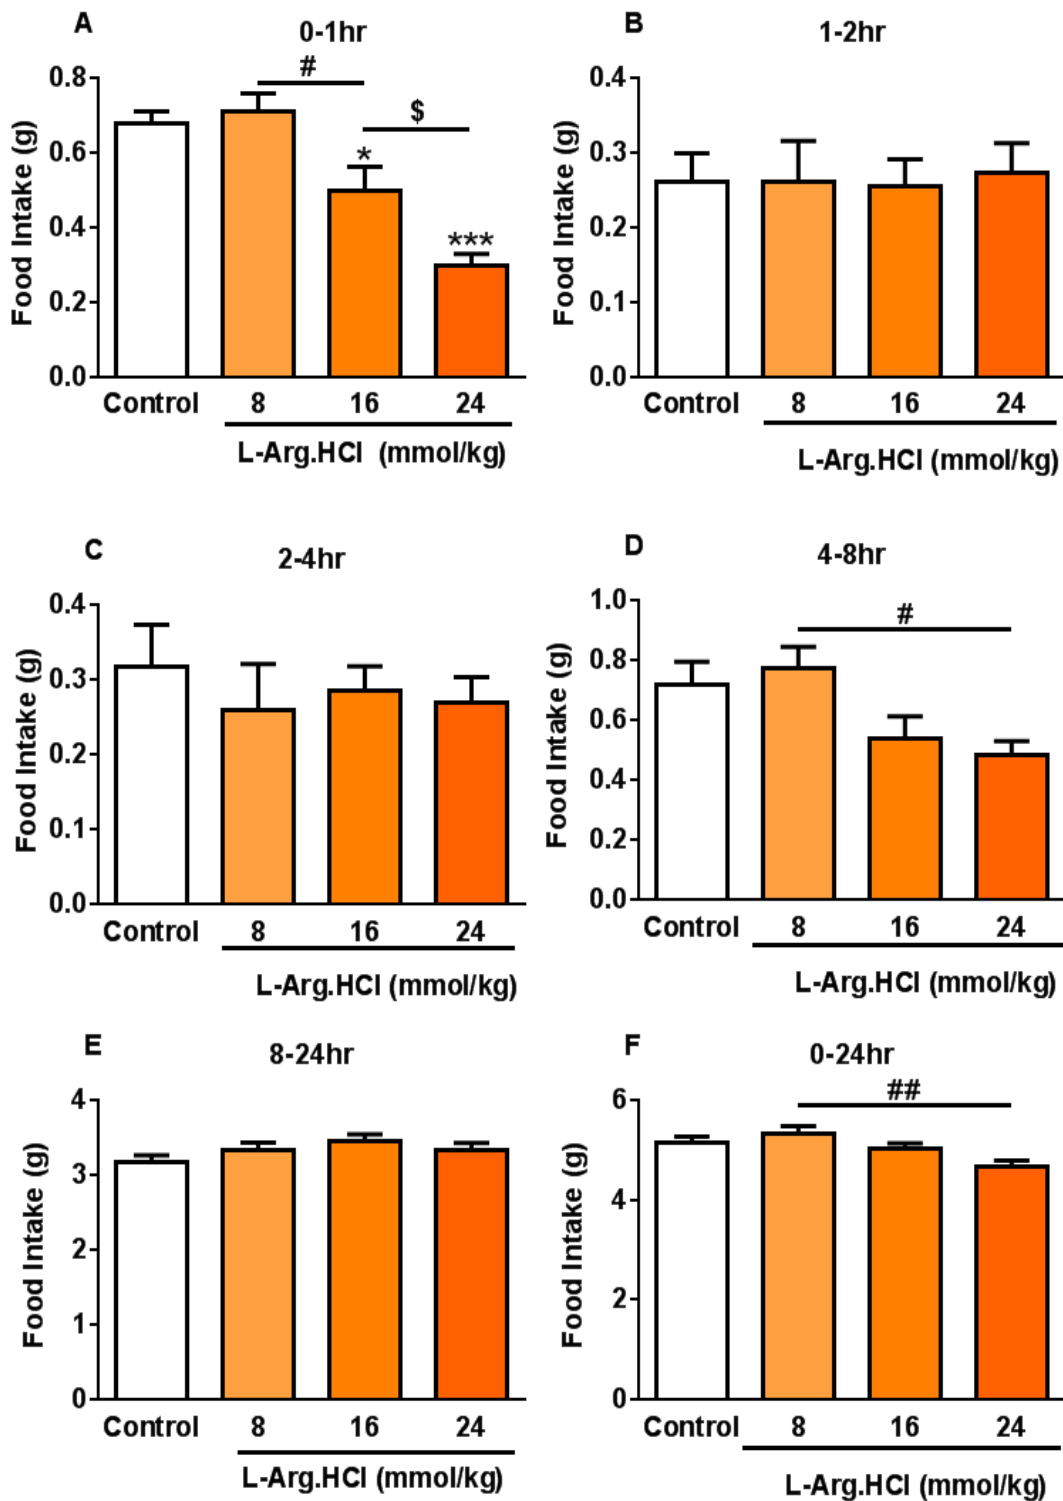 A
0-1hr
#
$
*
***
Food Intake (g)
0.8
0.6
0.4
0.2
0.0
Control 8 16 24
L-Arg.HCl (mmol/kg)
B
1-2hr
Food Intake (g)
0.4
0.3
0.2
0.1
0.0
Control 8 16 24
L-Arg.HCl (mmol/kg)
C
2-4hr
Food Intake (g)
0.4
0.3
0.2
0.1
0.0
Control 8 16 24
L-Arg.HCl (mmol/kg)
D
4-8hr
#
Food Intake (g)
1.0
0.8
0.6
0.4
0.2
0.0
Control 8 16 24
L-Arg.HCl (mmol/kg)
E
8-24hr
Food Intake (g)
4
3
2
1
0
Control 8 16 24
L-Arg.HCl (mmol/kg)
F
0-24hr
##
Food Intake (g)
6
4
2
0
Control 8 16 24
L-Arg.HCl (mmol/kg)